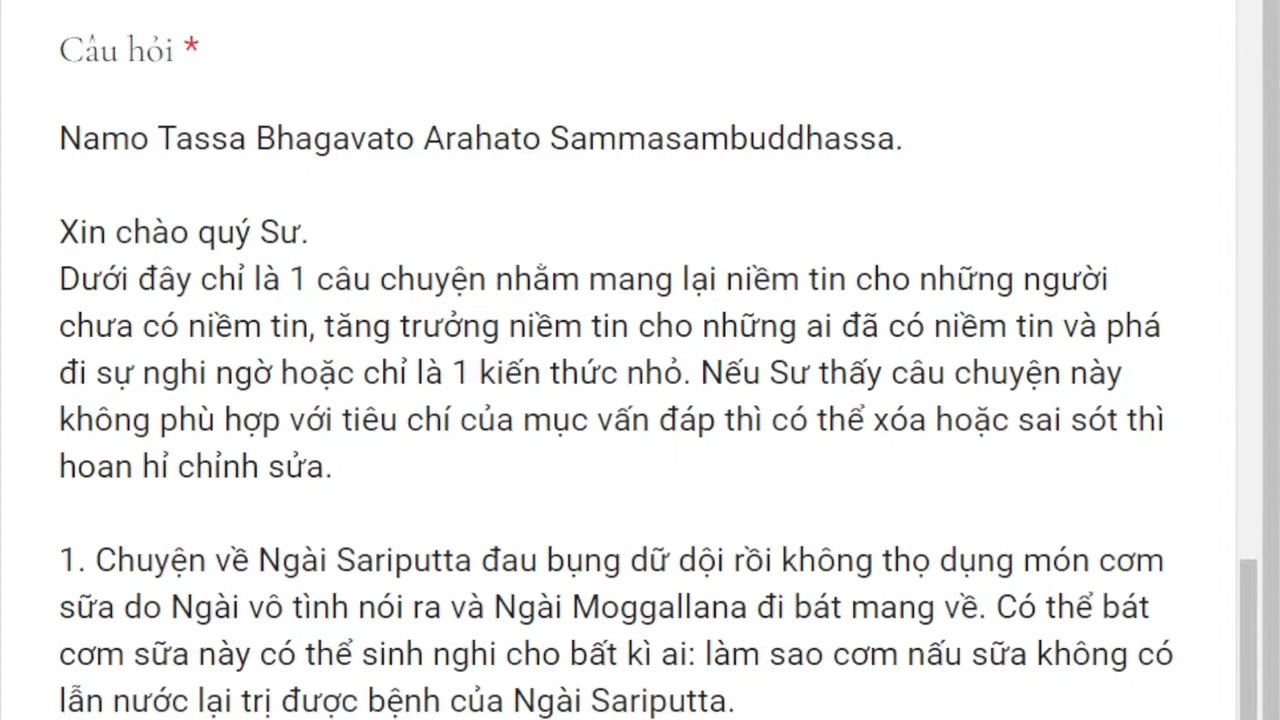 Câu hỏi *
Namo Tassa Bhagavato Arahato Sammasambuddhassa.
Xin chào quý Sư.
Dưới đây chỉ là 1 câu chuyện nhằm mang lại niềm tin cho những người
chưa có niềm tin, tăng trưởng niềm tin cho những ai đã có niềm tin và phá
đi sự nghi ngờ hoặc chỉ là 1 kiến thức nhỏ. Nếu Sư thấy câu chuyện này
không phù hợp với tiêu chí của mục vấn đáp thì có thể xóa hoặc sai sót thì
hoan hỉ chỉnh sửa.
1. Chuyện về Ngài Sariputta đau bụng dữ dội rồi không thọ dụng món cơm
sữa do Ngài vô tình nói ra và Ngài Moggallana đi bát mang về. Có thể bát
cơm sữa này có thể sinh nghi cho bất kì ai: làm sao cơm nấu sữa không có
lẫn nước lại trị được bệnh của Ngài Sariputta.